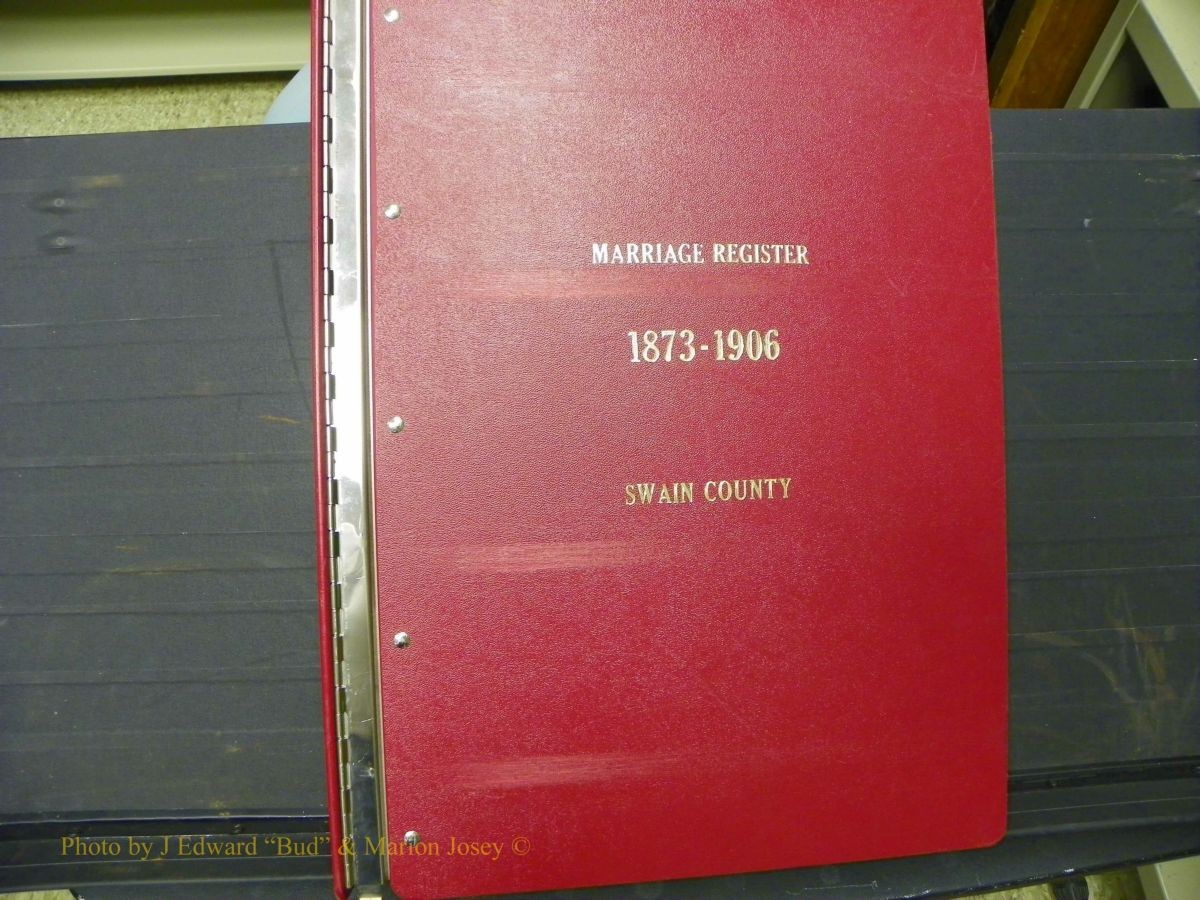 MARRIAGE REGISTER
1873-1906
SWAIN COUNTY
Photo by J Edward “Bud” & Marion Josey ©